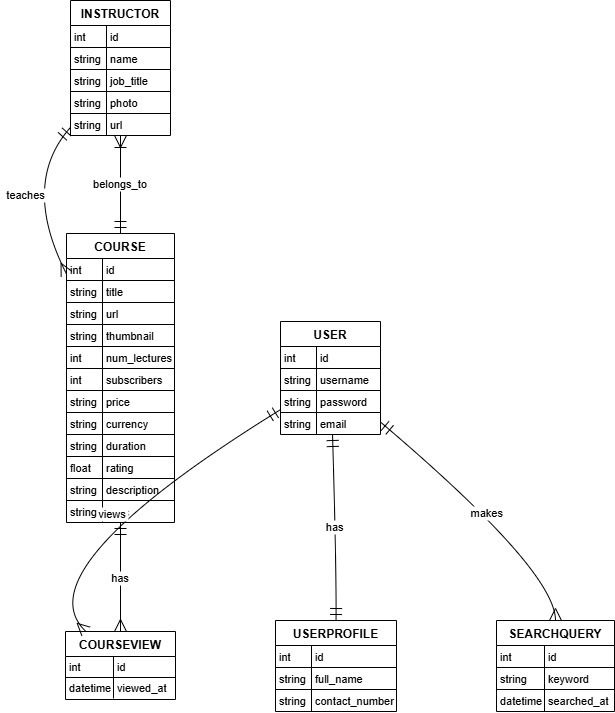 INSTRUCTOR
int id
string name
string job_title
string photo
string url
teaches
belongs_to
COURSE
int id
string title
string url
string thumbnail
int num_lectures
int subscribers
string price
string currency
string duration
float rating
string description
string
views
has
USER
int id
string username
string password
string email
has
makes
COURSEVIEW
int id
datetime viewed_at
USERPROFILE
int id
string full_name
string contact_number
SEARCHQUERY
int id
string keyword
datetime searched_at